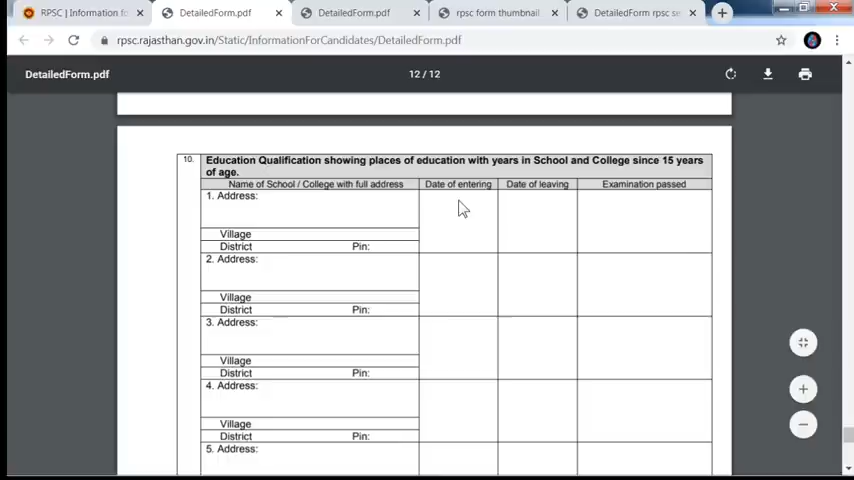 RPSC | Information fo
DetailedForm.pdf
DetailedForm.pdf
rpsc form thumbnail
DetailForm rpsc se
rpsc.rajasthan.gov.in/Static/InformationForCandidates/DetailedForm.pdf
DetailedForm.pdf
12 / 12
10. Education Qualification showing places of education with years in School and College since 15 years
of age.
Name of School / College with full address Date of entering Date of leaving Examination passed
1. Address:
Village
District Pin:
2. Address:
Village
District Pin:
3. Address:
Village
District Pin:
4. Address:
Village
District Pin:
5. Address: